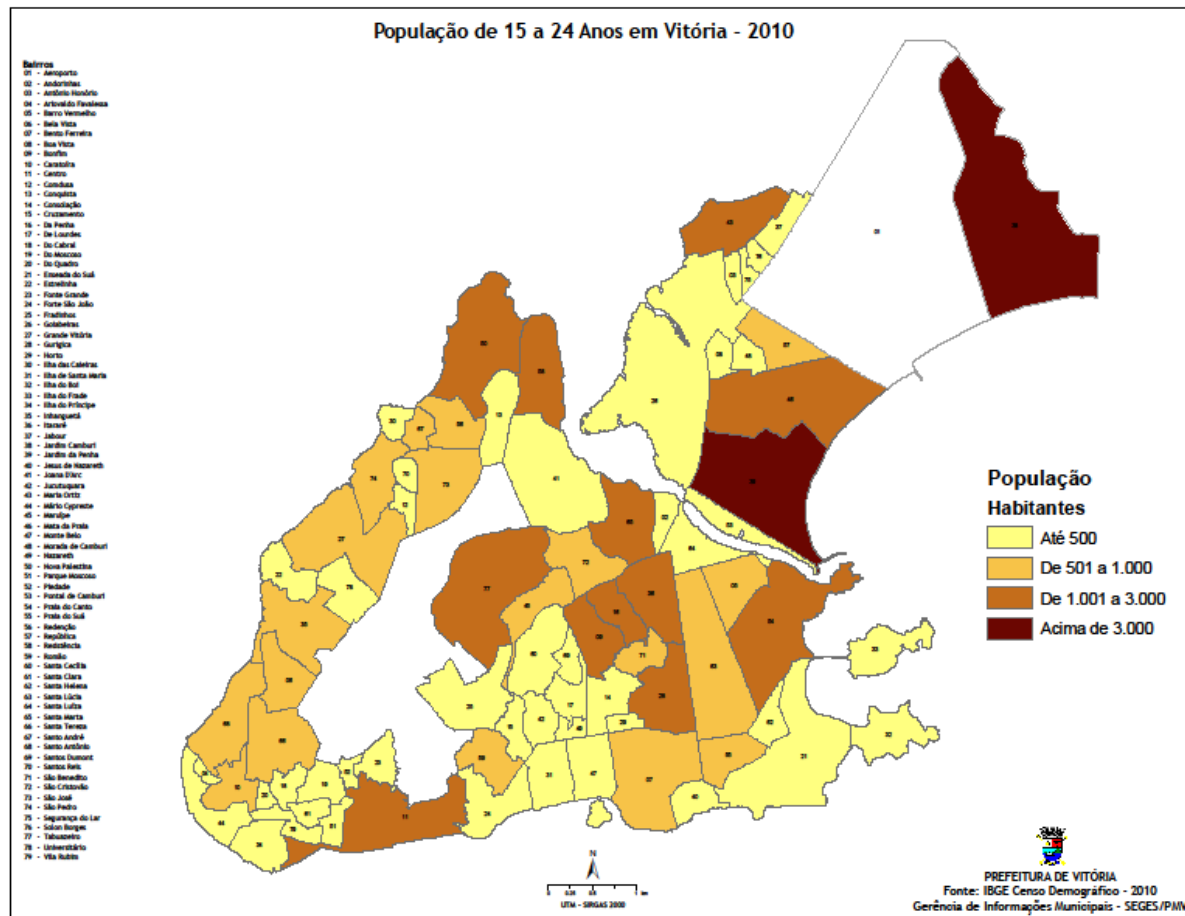 População de 15 a 24 Anos em Vitória - 2010
Bairros
01 - Aeroporto
02 - Andorinhas
03 - Antônio Honório
04 - Ariovaldo Favalessa
05 - Barro Vermelho
06 - Bela Vista
07 - Bento Ferreira
08 - Boa Vista
09 - Bonfim
10 - Caratoíra
11 - Centro
12 - Comdusa
13 - Conquista
14 - Consolação
15 - Cruzamento
16 - Da Penha
17 - De Lourdes
18 - Do Cabral
19 - Do Moscoso
20 - Do Quadro
21 - Enseada do Suá
22 - Estrelinha
23 - Fonte Grande
24 - Forte São João
25 - Fradinhos
26 - Goiabeiras
27 - Grande Vitória
28 - Gurigica
29 - Horto
30 - Ilha das Caieiras
31 - Ilha de Santa Maria
32 - Ilha do Boi
33 - Ilha do Frade
34 - Ilha do Príncipe
35 - Inhanguetá
36 - Itararé
37 - Jabour
38 - Jardim Camburi
39 - Jardim da Penha
40 - Jesus de Nazareth
41 - Joana D'Arc
42 - Jucutuquara
43 - Maria Ortiz
44 - Mário Cypreste
45 - Maruípe
46 - Mata da Praia
47 - Monte Belo
48 - Morada de Camburi
49 - Nazareth
50 - Nova Palestina
51 - Parque Moscoso
52 - Piedade
53 - Pontal de Camburi
54 - Praia do Canto
55 - Praia do Suá
56 - Redenção
57 - República
58 - Resistência
59 - Romão
60 - Santa Cecília
61 - Santa Clara
62 - Santa Helena
63 - Santa Lúcia
64 - Santa Luíza
65 - Santa Marta
66 - Santa Tereza
67 - Santo André
68 - Santo Antônio
69 - Santos Dumont
70 - Santos Reis
71 - São Benedito
72 - São Cristovão
73 - São José
74 - São Pedro
75 - Segurança do Lar
76 - Solon Borges
77 - Tabuazeiro
78 - Universitário
79 - Vila Rubim
População
Habitantes
Até 500
De 501 a 1.000
De 1.001 a 3.000
Acima de 3.000
N
UTM - SIRGAS 2000
PREFEITURA DE VITÓRIA
Fonte: IBGE Censo Demográfico - 2010
Gerência de Informações Municipais - SEGES/PMV